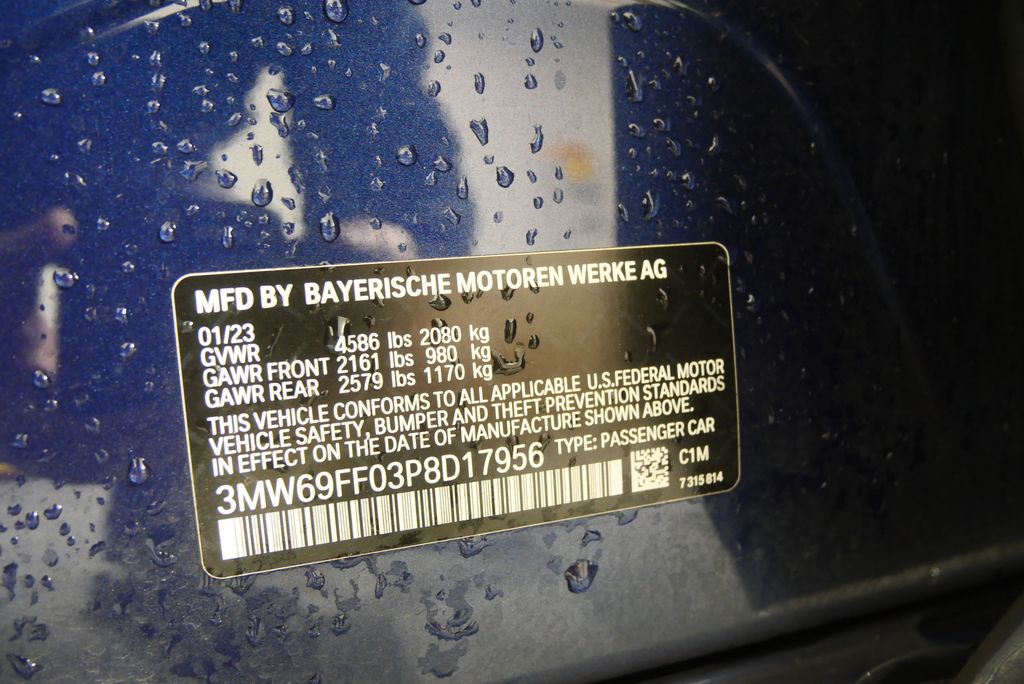 MFD BY BAYERISCHE MOTOREN WERKE AG
01/23
GVWR 4586 lbs 2080 kg
GAWR FRONT 2161 lbs 980 kg
GAWR REAR 2579 lbs 1170 kg
THIS VEHICLE CONFORMS TO ALL APPLICABLE U.S.FEDERAL MOTOR
VEHICLE SAFETY, BUMPER AND THEFT PREVENTION STANDARDS
IN EFFECT ON THE DATE OF MANUFACTURE SHOWN ABOVE.
3MW69FF03P8D17956 TYPE: PASSENGER CAR
C1M
7 315 814